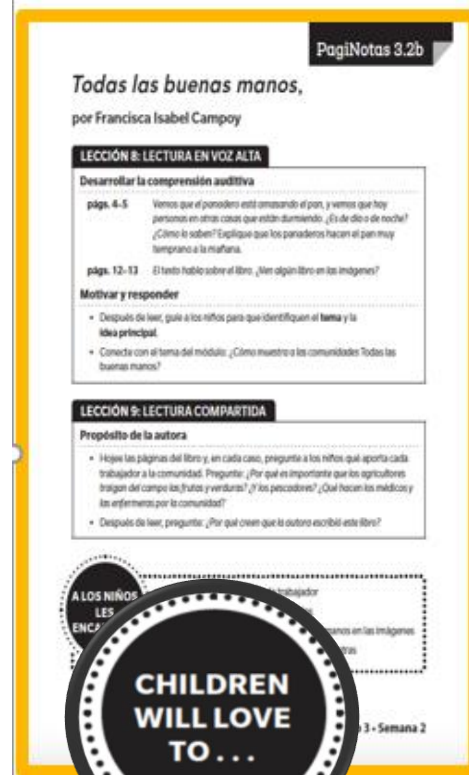 PagiNotas 3.2b
Todas las buenas manos,
por Francisca Isabel Campoy
LECCIÓN 8: LECTURA EN VOZ ALTA
Desarrollar la comprensión auditiva
págs. 4–5 Vemos que el panadero está amasando el pan, y vemos que hay
personas en otras casas que están durmiendo. ¿Es de día o de noche?
¿Cómo lo saben? Explique que los panaderos hacen el pan muy
temprano a la mañana.
págs. 12–13 El texto habla sobre el libro. ¿Ven algún libro en las imágenes?
Motivar y responder
• Después de leer, guíe a los niños para que identifiquen el tema y la
idea principal.
• Conecte con el tema del módulo: ¿Cómo muestra a las comunidades Todas las
buenas manos?
LECCIÓN 9: LECTURA COMPARTIDA
Propósito de la autora
• Hojee las páginas del libro y, en cada caso, pregunte a los niños qué aporta cada
trabajador a la comunidad. Pregunte: ¿Por qué es importante que los agricultores
traigan del campo las frutas y verduras? ¿Y los pescadores? ¿Qué hacen los médicos y
las enfermeras por la comunidad?
• Después de leer, pregunte: ¿Por qué creen que la autora escribió este libro?
A LOS NIÑOS
LES
trabajador
manos en las imágenes
CHILDREN
WILL LOVE
TO...
3 • Semana 2